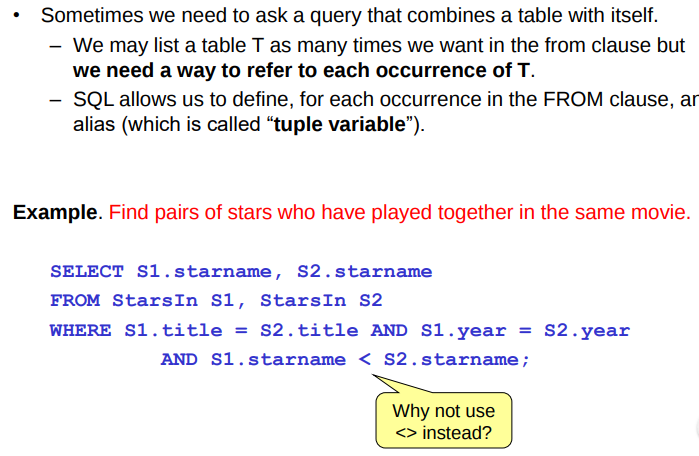 • Sometimes we need to ask a query that combines a table with itself.
– We may list a table T as many times we want in the from clause but
we need a way to refer to each occurrence of T.
– SQL allows us to define, for each occurrence in the FROM clause, an
alias (which is called “tuple variable”).
Example. Find pairs of stars who have played together in the same movie.
SELECT S1.starname, S2.starname
FROM StarsIn S1, StarsIn S2
WHERE S1.title = S2.title AND S1.year = S2.year
AND S1.starname < S2.starname;
Why not use
<> instead?